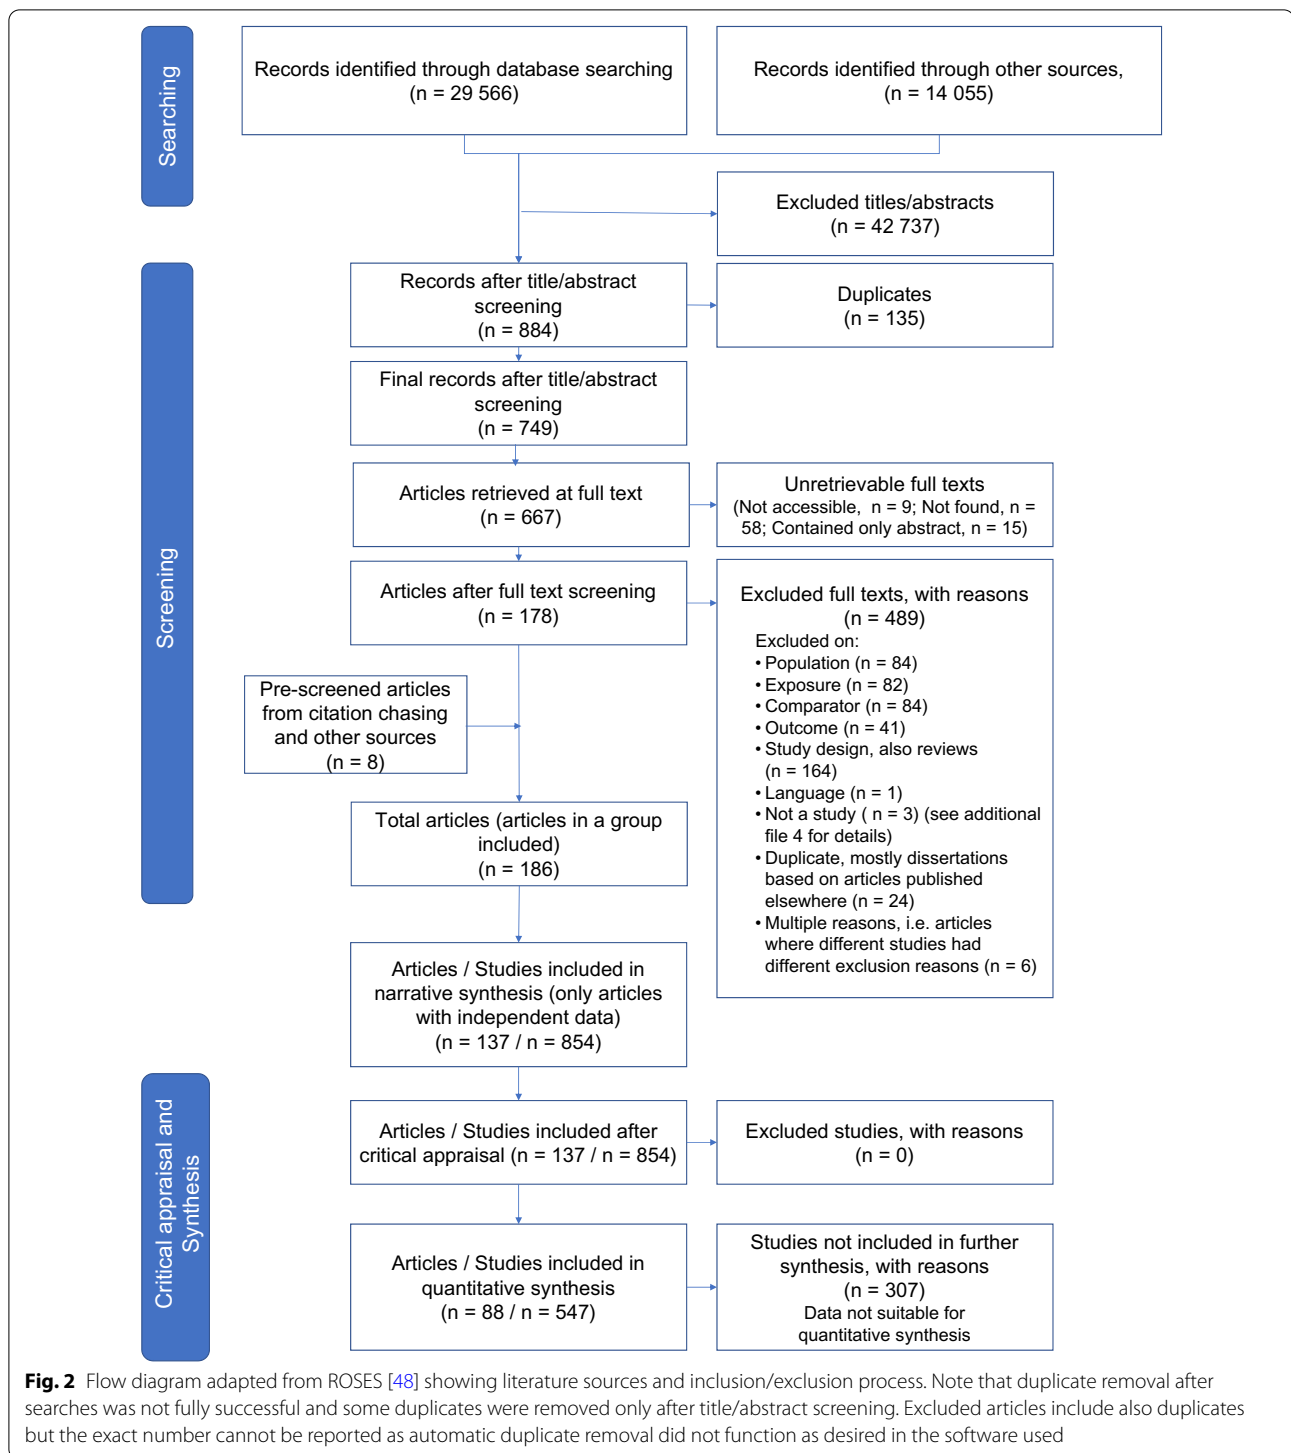 Searching
Records identified through database searching
(n = 29 566)
Records identified through other sources,
(n = 14 055)
Excluded titles/abstracts
(n = 42 737)
Screening
Records after title/abstract
screening
(n = 884)
Duplicates
(n = 135)
Final records after title/abstract
screening
(n = 749)
Articles retrieved at full text
(n = 667)
Unretrievable full texts
(Not accessible,  n = 9; Not found, n =
58; Contained only abstract, n = 15)
Articles after full text screening
(n = 178)
Excluded full texts, with reasons
(n = 489)
Excluded on:
• Population (n = 84)
• Exposure (n = 82)
• Comparator (n = 84)
• Outcome (n = 41)
• Study design, also reviews
(n = 164)
• Language (n = 1)
• Not a study ( n = 3) (see additional
file 4 for details)
• Duplicate, mostly dissertations
based on articles published
elsewhere (n = 24)
• Multiple reasons, i.e. articles
where different studies had
different exclusion reasons (n = 6)
Pre-screened articles
from citation chasing
and other sources
(n = 8)
Total articles (articles in a group
included)
(n = 186)
Articles / Studies included in
narrative synthesis (only articles
with independent data)
(n = 137 / n = 854)
Critical appraisal and
Synthesis
Articles / Studies included after
critical appraisal (n = 137 / n = 854)
Excluded studies, with reasons
(n = 0)
Articles / Studies included in
quantitative synthesis
(n = 88 / n = 547)
Studies not included in further
synthesis, with reasons
(n = 307)
Data not suitable for
quantitative synthesis
Fig. 2 Flow diagram adapted from ROSES [48] showing literature sources and inclusion/exclusion process. Note that duplicate removal after
searches was not fully successful and some duplicates were removed only after title/abstract screening. Excluded articles include also duplicates
but the exact number cannot be reported as automatic duplicate removal did not function as desired in the software used